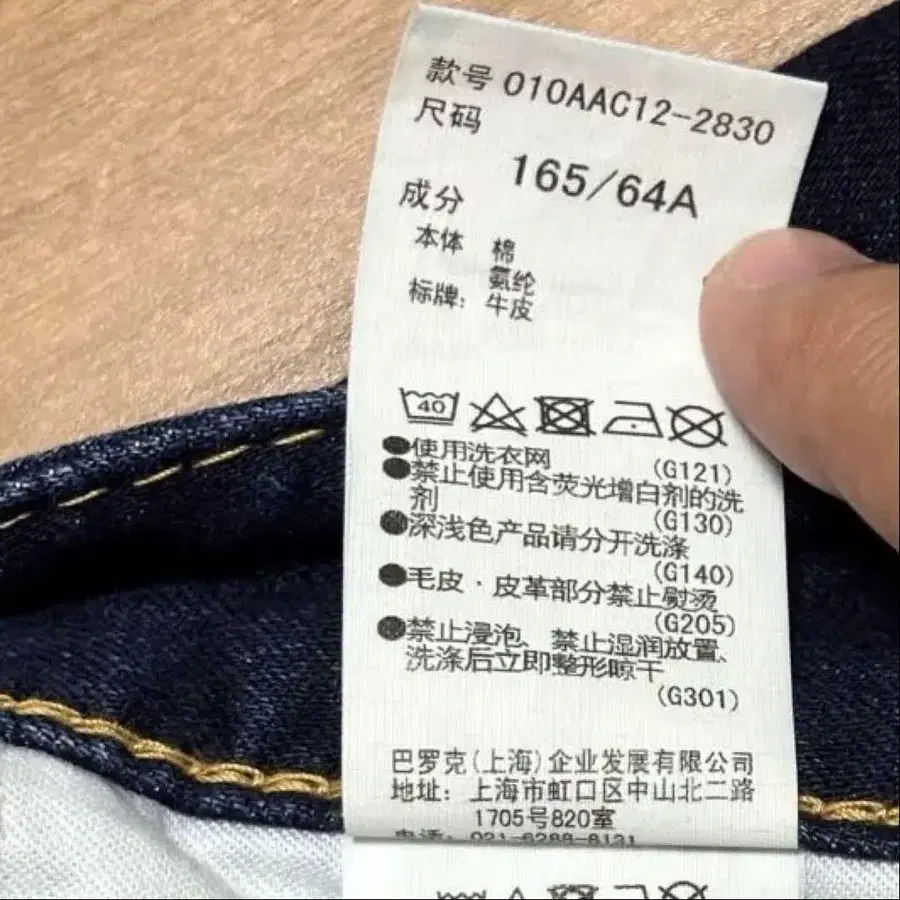 款号 010AAC12-2830
尺码
165/64A
成分
本体 棉
氨纶
标牌: 牛皮
40
●使用洗衣网 (G121)
●禁止使用含荧光增白剂的洗
剂 (G130)
●深浅色产品请分开洗涤
(G140)
●毛皮·皮革部分禁止熨烫
(G205)
●禁止浸泡、禁止湿润放置、
洗涤后立即整形晾干
(G301)
巴罗克(上海)企业发展有限公司
地址: 上海市虹口区中山北二路
1705号820室
电话: 021-6288-8131